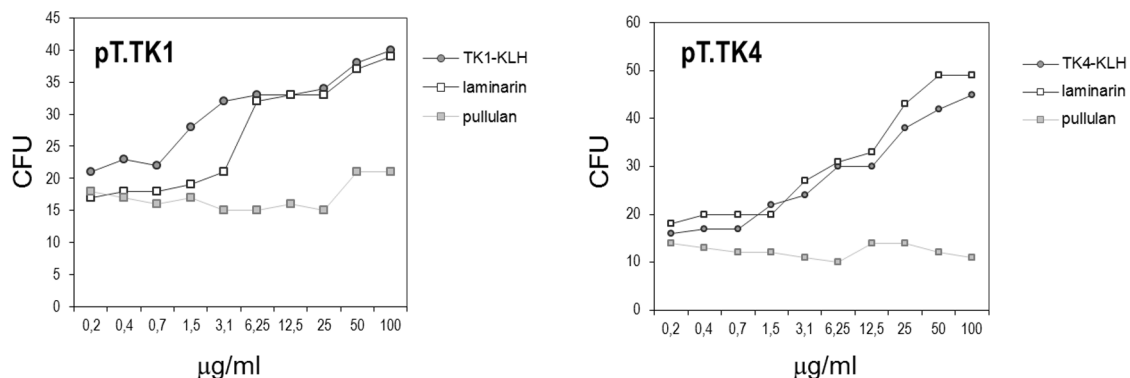 pT.TK1
45
40
35
30
25
20
15
10
5
0
CFU
0,2 0,4 0,7 1,5 3,1 6,25 12,5 25 50 100
μg/ml
TK1-KLH
laminarin
pullulan
pT.TK4
60
50
40
30
20
10
0
CFU
0,2 0,4 0,7 1,5 3,1 6,25 12,5 25 50 100
μg/ml
TK4-KLH
laminarin
pullulan